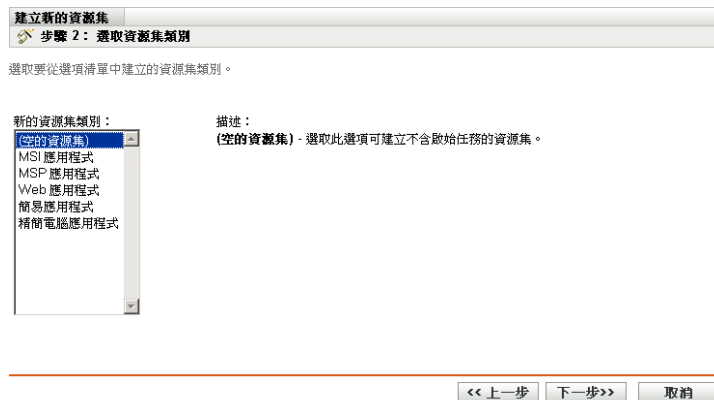 建立新的資源集
步驟 2： 選取資源集類別
選取要從選項清單中建立的資源集類別。
新的資源集類別：
描述：
(空的資源集)
(空的資源集) - 選取此選項可建立不含啟始任務的資源集。
MSI 應用程式
MSP 應用程式
Web 應用程式
簡易應用程式
精簡電腦應用程式
<< 上一步
下一步>>
取消